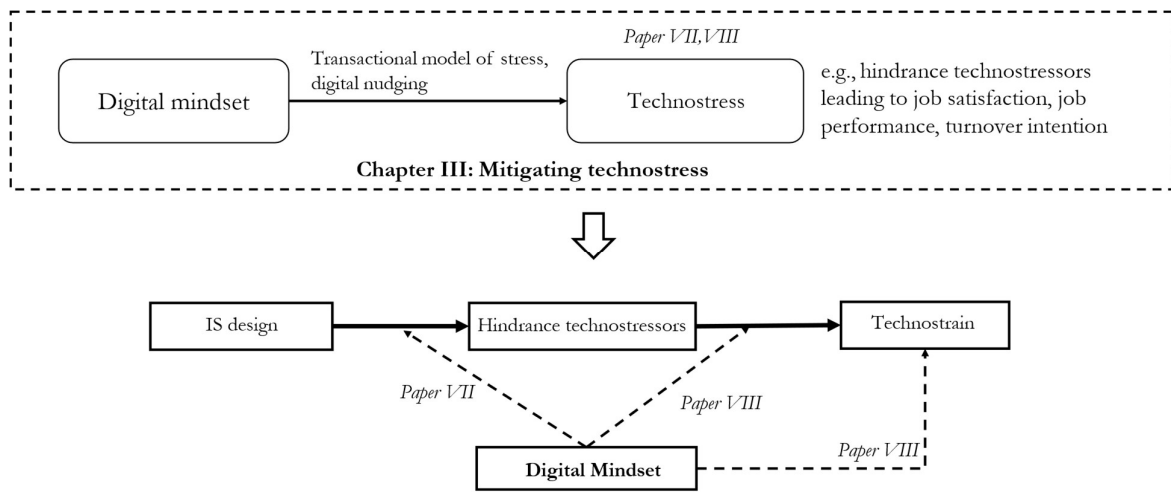 Paper VII,VIII
Transactional model of stress,
digital nudging
Digital mindset
Technostress
e.g., hindrance technostressors
leading to job satisfaction, job
performance, turnover intention
Chapter III: Mitigating technostress
IS design
Hindrance technostressors
Technostrain
Paper VII
Paper VIII
Paper VIII
Digital Mindset